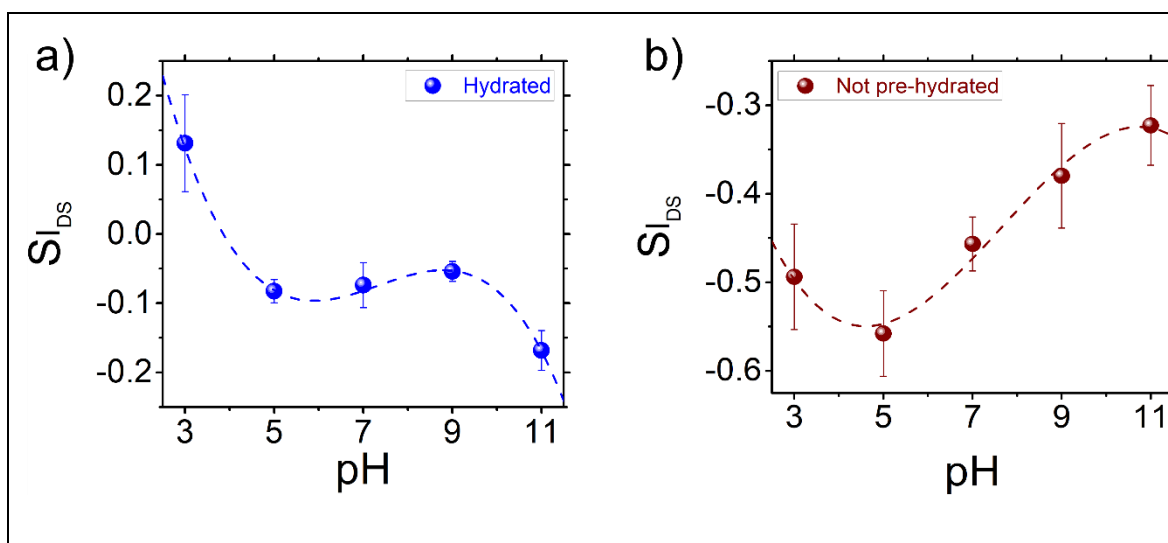 a)
Hydrated
0.2
0.1
0.0
-0.1
-0.2
SI_DS
3 5 7 9 11
pH
b)
Not pre-hydrated
-0.3
-0.4
-0.5
-0.6
SI_DS
3 5 7 9 11
pH